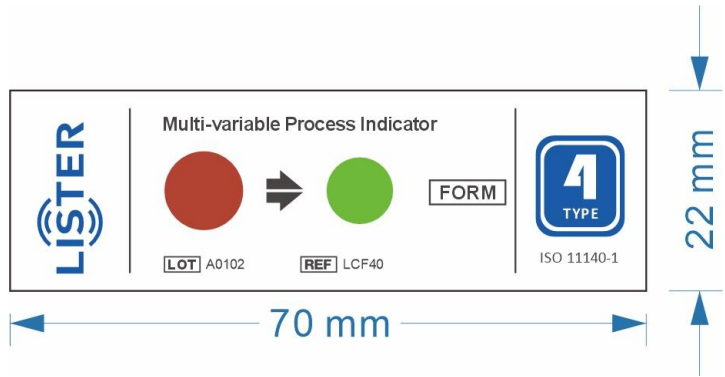 LISTER
Multi-variable Process Indicator
FORM
LOT A0102
REF LCF40
4
TYPE
ISO 11140-1
22 mm
70 mm